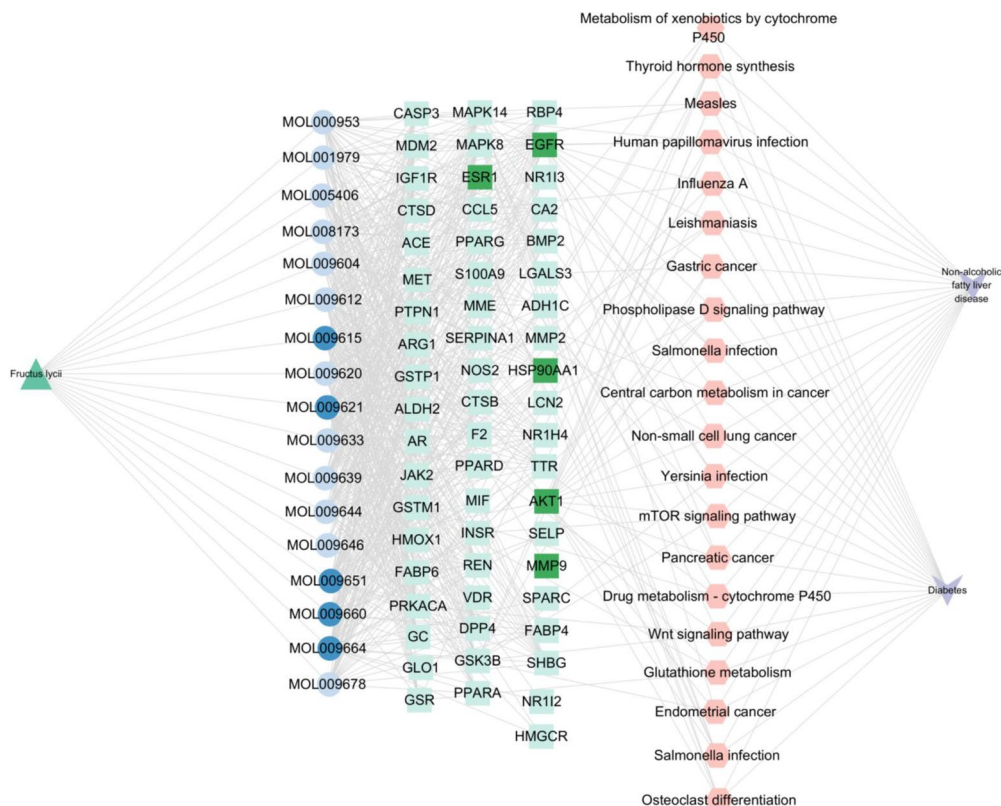 Fructus lycii
MOL000953
MOL001979
MOL005406
MOL008173
MOL009604
MOL009612
MOL009615
MOL009620
MOL009621
MOL009633
MOL009639
MOL009644
MOL009646
MOL009651
MOL009660
MOL009664
MOL009678
CASP3
MDM2
IGF1R
CTSD
ACE
MET
PTPN1
ARG1
GSTP1
ALDH2
AR
JAK2
GSTM1
HMOX1
FABP6
PRKACA
GC
GLO1
GSR
MAPK14
MAPK8
ESR1
CCL5
PPARG
S100A9
MME
SERPINA1
NOS2
CTSB
F2
PPARD
MIF
INSR
REN
VDR
DPP4
GSK3B
PPARA
RBP4
EGFR
NR1I3
CA2
BMP2
LGALS3
ADH1C
MMP2
HSP90AA1
LCN2
NR1H4
TTR
AKT1
SELP
MMP9
SPARC
FABP4
SHBG
NR1I2
HMGCR
Metabolism of xenobiotics by cytochrome
P450
Thyroid hormone synthesis
Measles
Human papillomavirus infection
Influenza A
Leishmaniasis
Gastric cancer
Phospholipase D signaling pathway
Salmonella infection
Central carbon metabolism in cancer
Non-small cell lung cancer
Yersinia infection
mTOR signaling pathway
Pancreatic cancer
Drug metabolism - cytochrome P450
Wnt signaling pathway
Glutathione metabolism
Endometrial cancer
Salmonella infection
Osteoclast differentiation
Non-alcoholic
fatty liver
disease
Diabetes